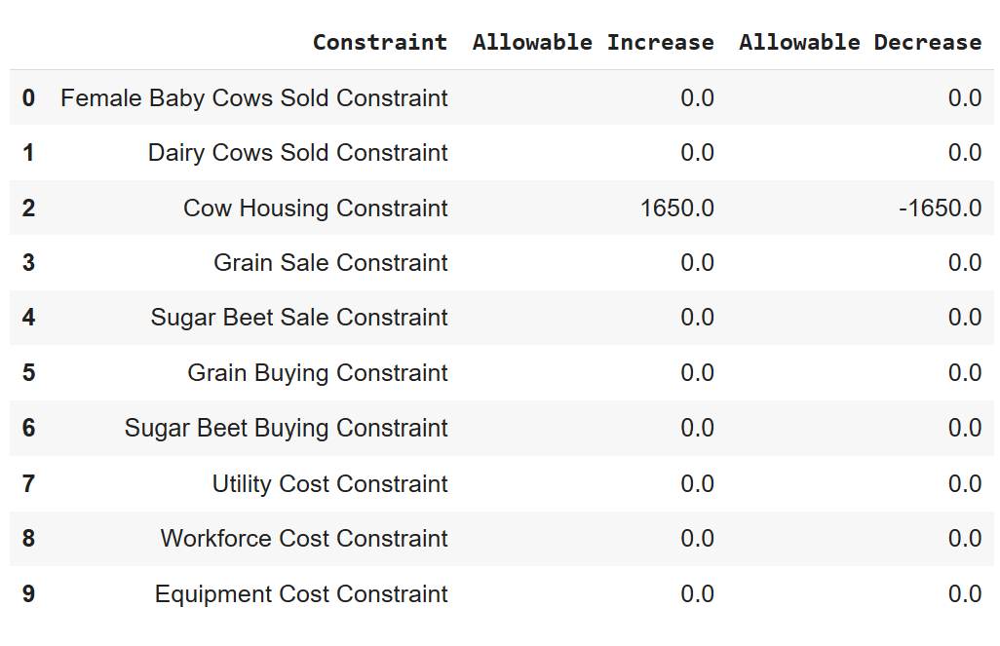 Constraint Allowable Increase Allowable Decrease
0 Female Baby Cows Sold Constraint 0.0 0.0
1 Dairy Cows Sold Constraint 0.0 0.0
2 Cow Housing Constraint 1650.0 -1650.0
3 Grain Sale Constraint 0.0 0.0
4 Sugar Beet Sale Constraint 0.0 0.0
5 Grain Buying Constraint 0.0 0.0
6 Sugar Beet Buying Constraint 0.0 0.0
7 Utility Cost Constraint 0.0 0.0
8 Workforce Cost Constraint 0.0 0.0
9 Equipment Cost Constraint 0.0 0.0